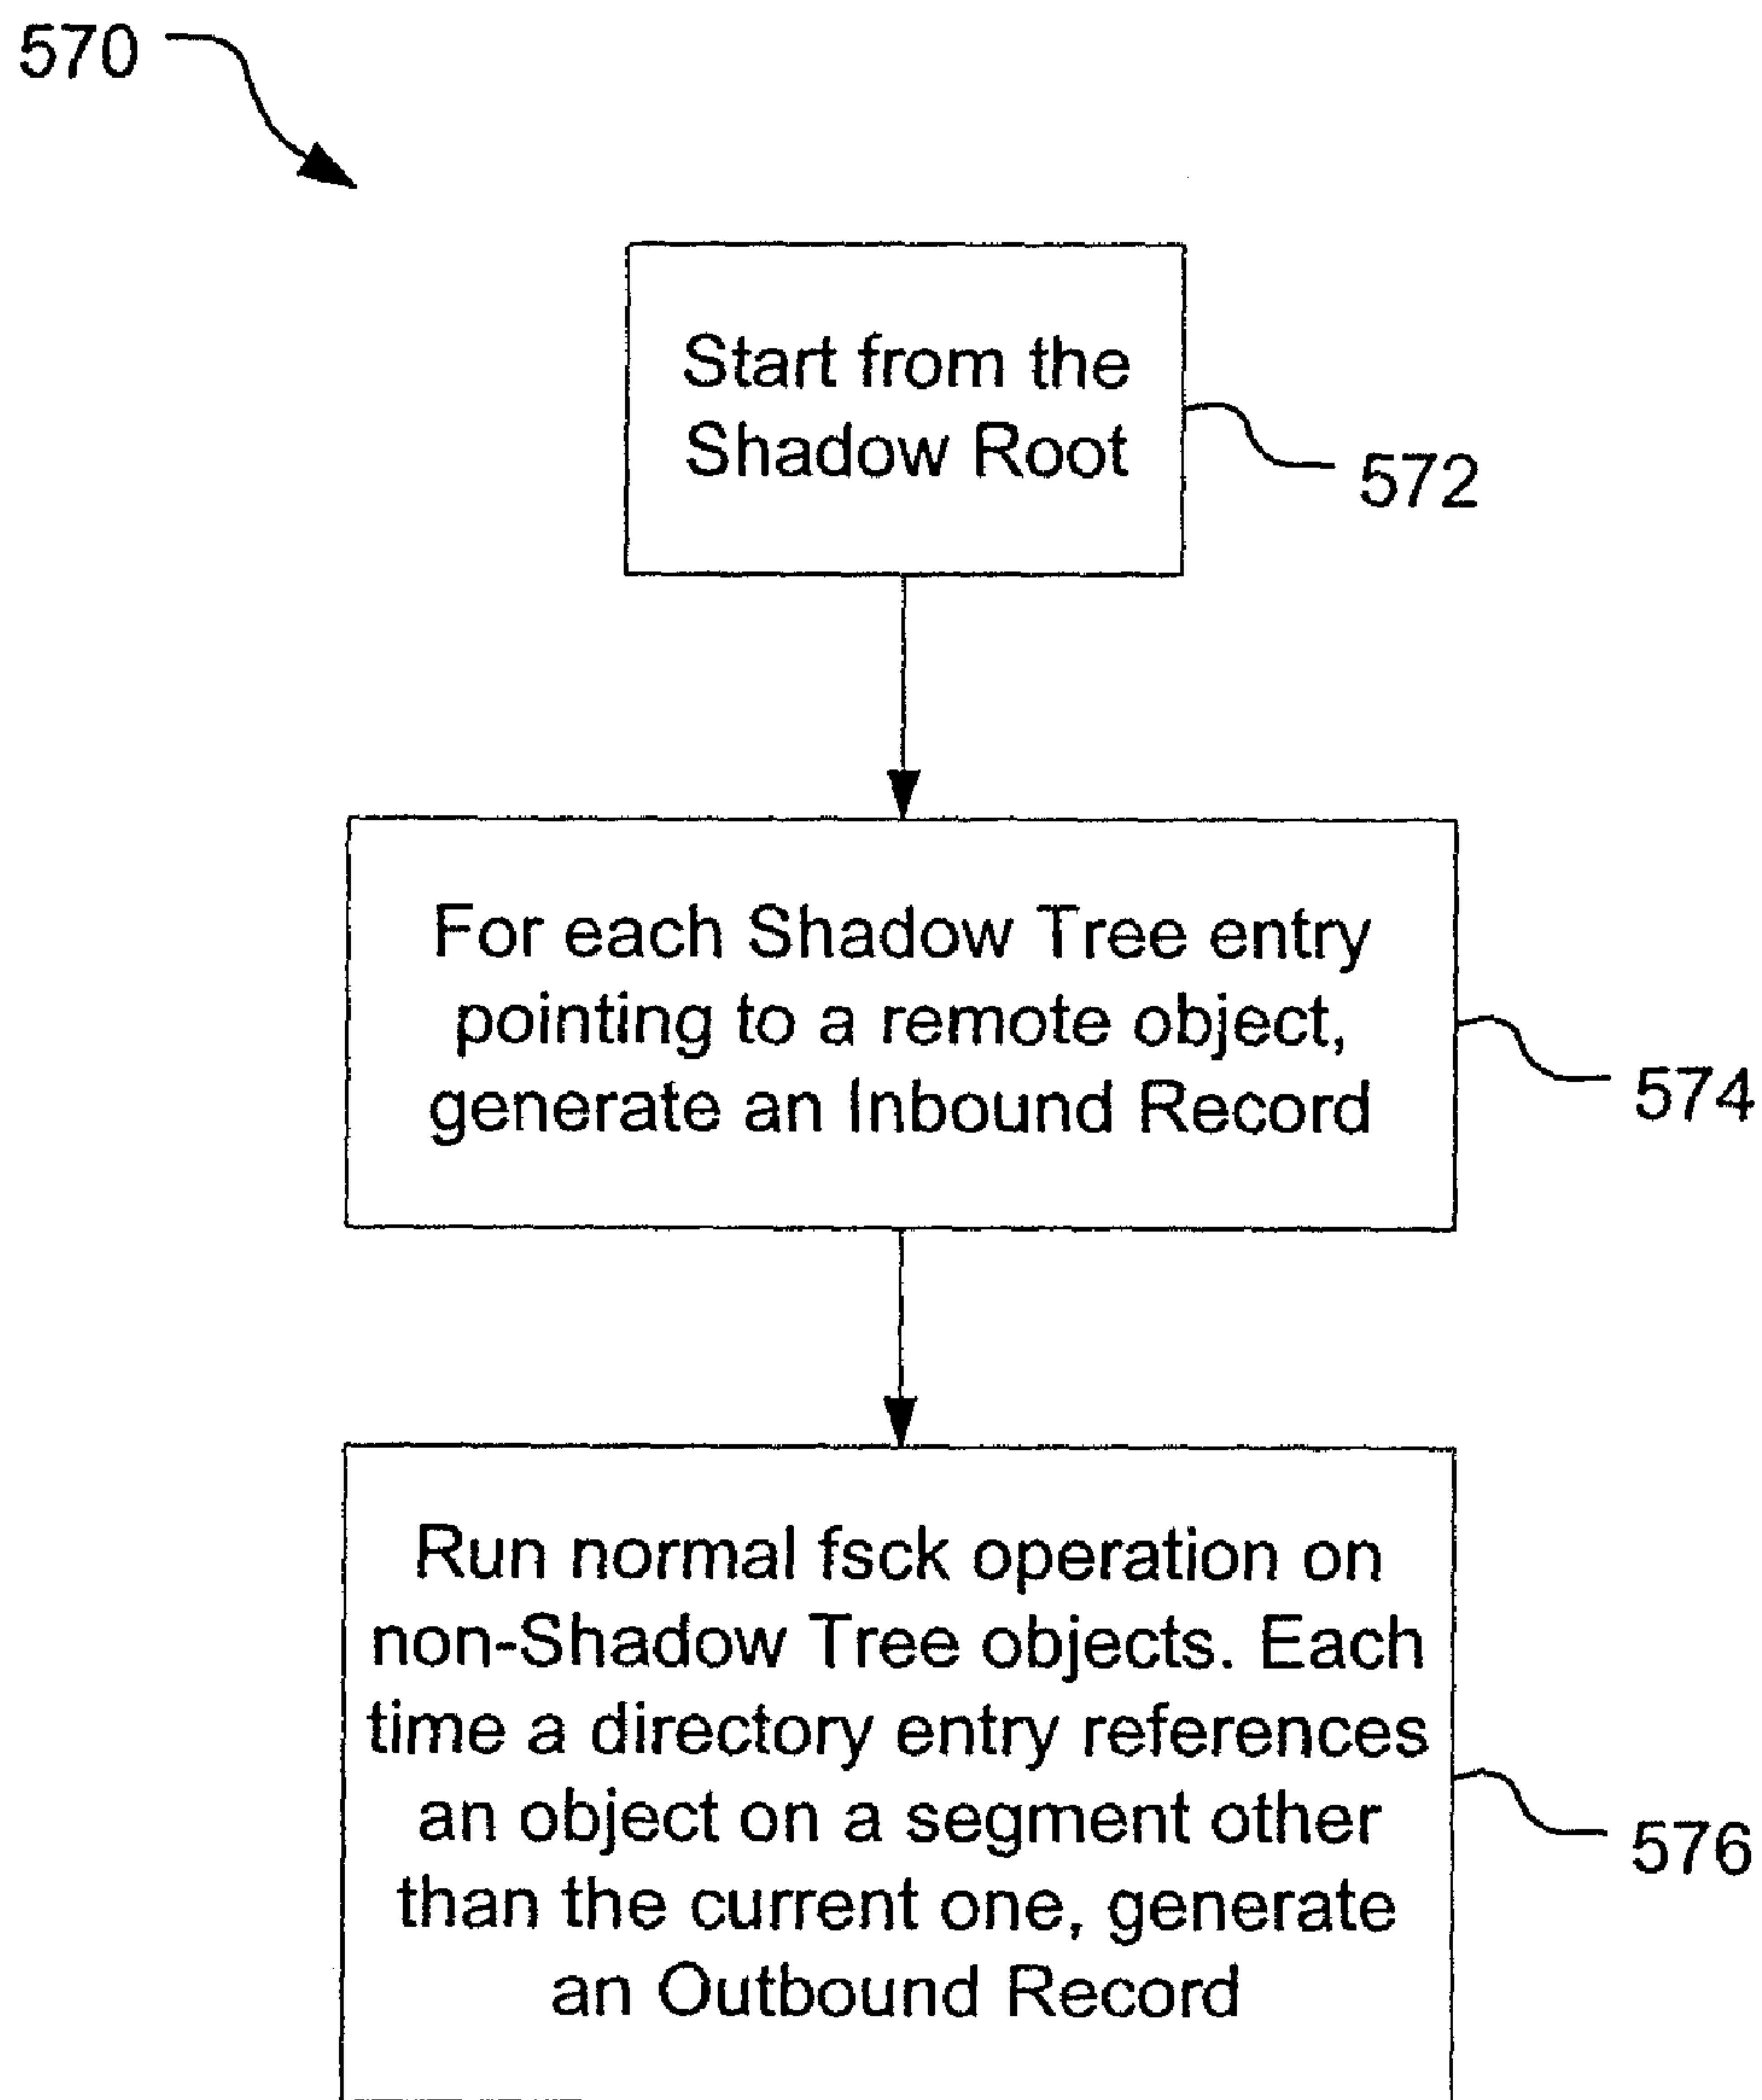 570
Start from the
Shadow Root
572
For each Shadow Tree entry
pointing to a remote object,
generate an Inbound Record
574
Run normal fsck operation on
non-Shadow Tree objects. Each
time a directory entry references
an object on a segment other
than the current one, generate
an Outbound Record
576